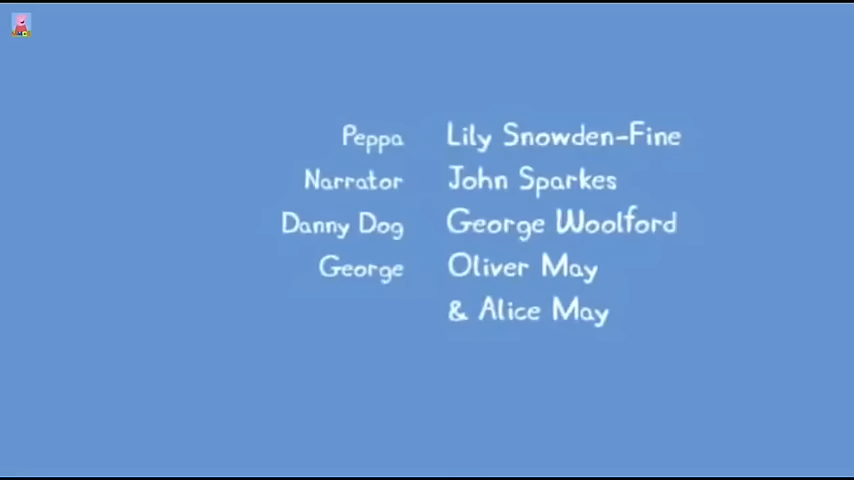 Peppa Lily Snowden-Fine
Narrator John Sparkes
Danny Dog George Woolford
George Oliver May
& Alice May